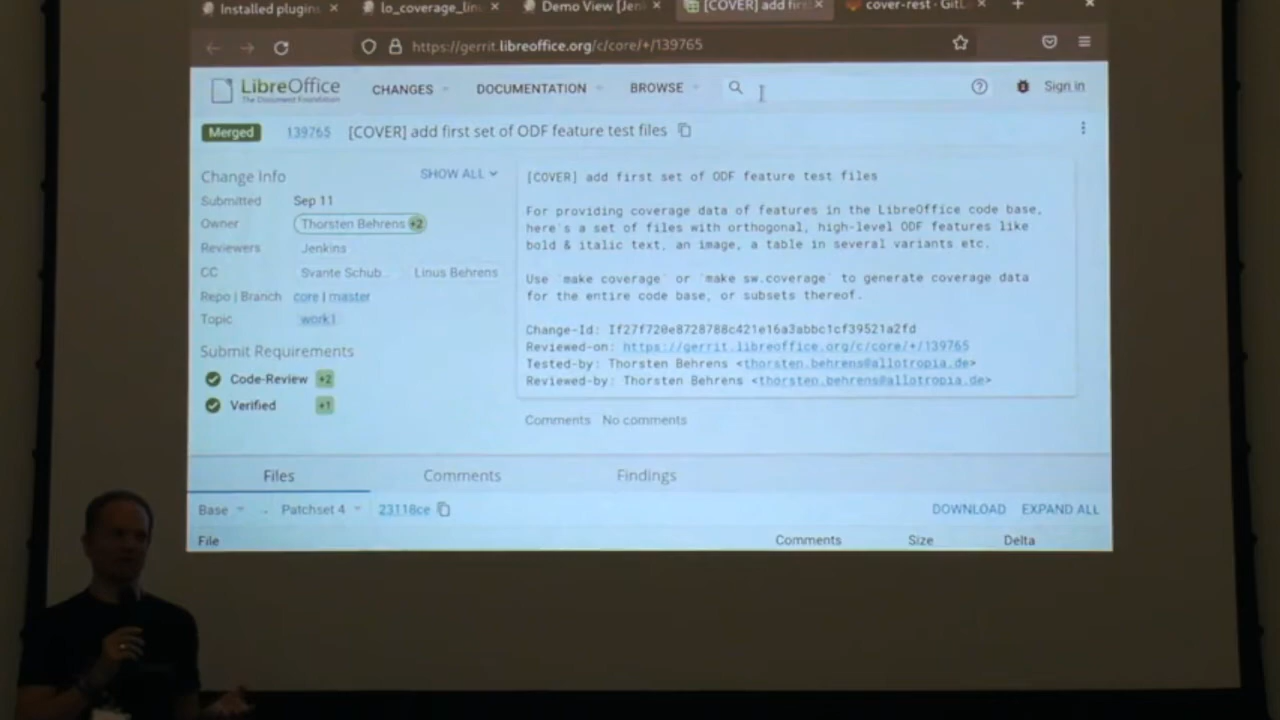 Installed plugin
lo_coverage_lin
Demo View [Jen
[COVER] add firs
cover-rest · GitL
https://gerrit.libreoffice.org/c/core/+/139765
LibreOffice
The Document Foundation
CHANGES
DOCUMENTATION
BROWSE
Sign in
Merged 139765 [COVER] add first set of ODF feature test files
Change Info
SHOW ALL
Submitted Sep 11
Owner Thorsten Behrens +2
Reviewers Jenkins
CC Svante Schub... Linus Behrens
Repo | Branch core | master
Topic work1
Submit Requirements
Code-Review +2
Verified +1
[COVER] add first set of ODF feature test files
For providing coverage data of features in the LibreOffice code base,
here's a set of files with orthogonal, high-level ODF features like
bold & italic text, an image, a table in several variants etc.
Use `make coverage` or `make sw.coverage` to generate coverage data
for the entire code base, or subsets thereof.
Change-Id: If27f720e8728788c421e16a3abbc1cf39521a2fd
Reviewed-on: https://gerrit.libreoffice.org/c/core/+/139765
Tested-by: Thorsten Behrens <thorsten.behrens@allotropia.de>
Reviewed-by: Thorsten Behrens <thorsten.behrens@allotropia.de>
Comments No comments
Files Comments Findings
Base → Patchset 4 23118ce
DOWNLOAD EXPAND ALL
File Comments Size Delta